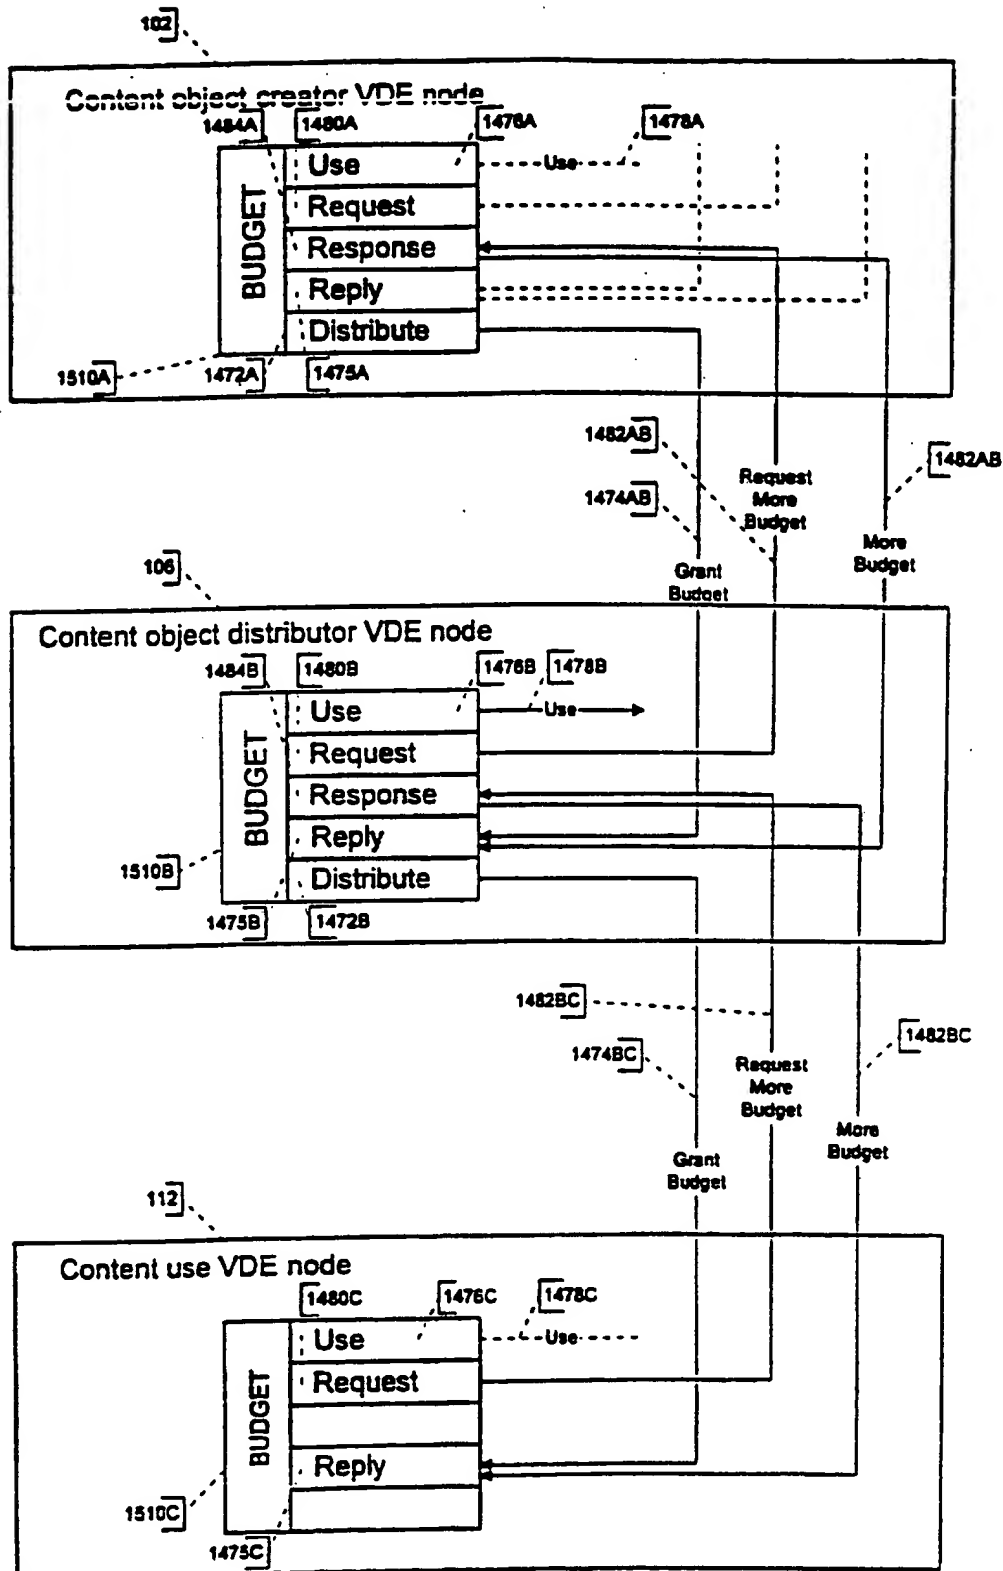 102
Content object creator VDE node
1484A 1480A 1476A 1478A
BUDGET
Use
Use
Request
Response
Reply
Distribute
1510A 1472A 1475A
1482AB
1482AB
1474AB
Request
More
Budget
More
Budget
Grant
Budget
106
Content object distributor VDE node
1484B 1480B 1476B 1478B
BUDGET
Use
Use
Request
Response
Reply
Distribute
1510B
1475B 1472B
1482BC
1482BC
1474BC
Request
More
Budget
More
Budget
Grant
Budget
112
Content use VDE node
1480C 1476C 1478C
BUDGET
Use
Use
Request
Reply
1510C
1475C